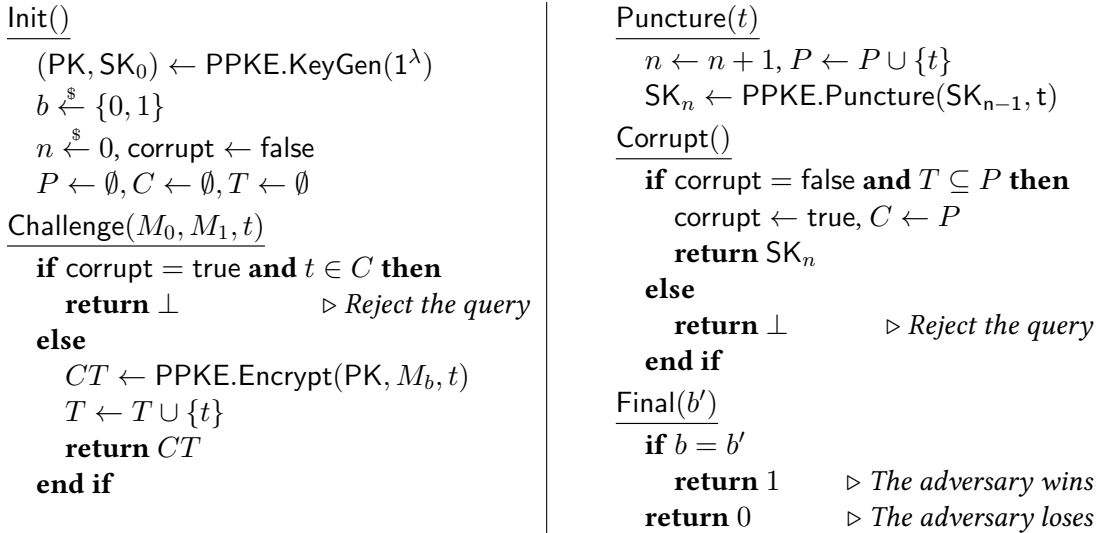 Init()
(PK, SK₀) ← PPKE.KeyGen(1^λ)
b ←$ {0, 1}
n ←$ 0, corrupt ← false
P ← ∅, C ← ∅, T ← ∅
Challenge(M₀, M₁, t)
if corrupt = true and t ∈ C then
return ⊥ ▷ Reject the query
else
CT ← PPKE.Encrypt(PK, M_b, t)
T ← T ∪ {t}
return CT
end if
Puncture(t)
n ← n + 1, P ← P ∪ {t}
SK_n ← PPKE.Puncture(SK_{n−1}, t)
Corrupt()
if corrupt = false and T ⊆ P then
corrupt ← true, C ← P
return SK_n
else
return ⊥ ▷ Reject the query
end if
Final(b′)
if b = b′
return 1 ▷ The adversary wins
return 0 ▷ The adversary loses